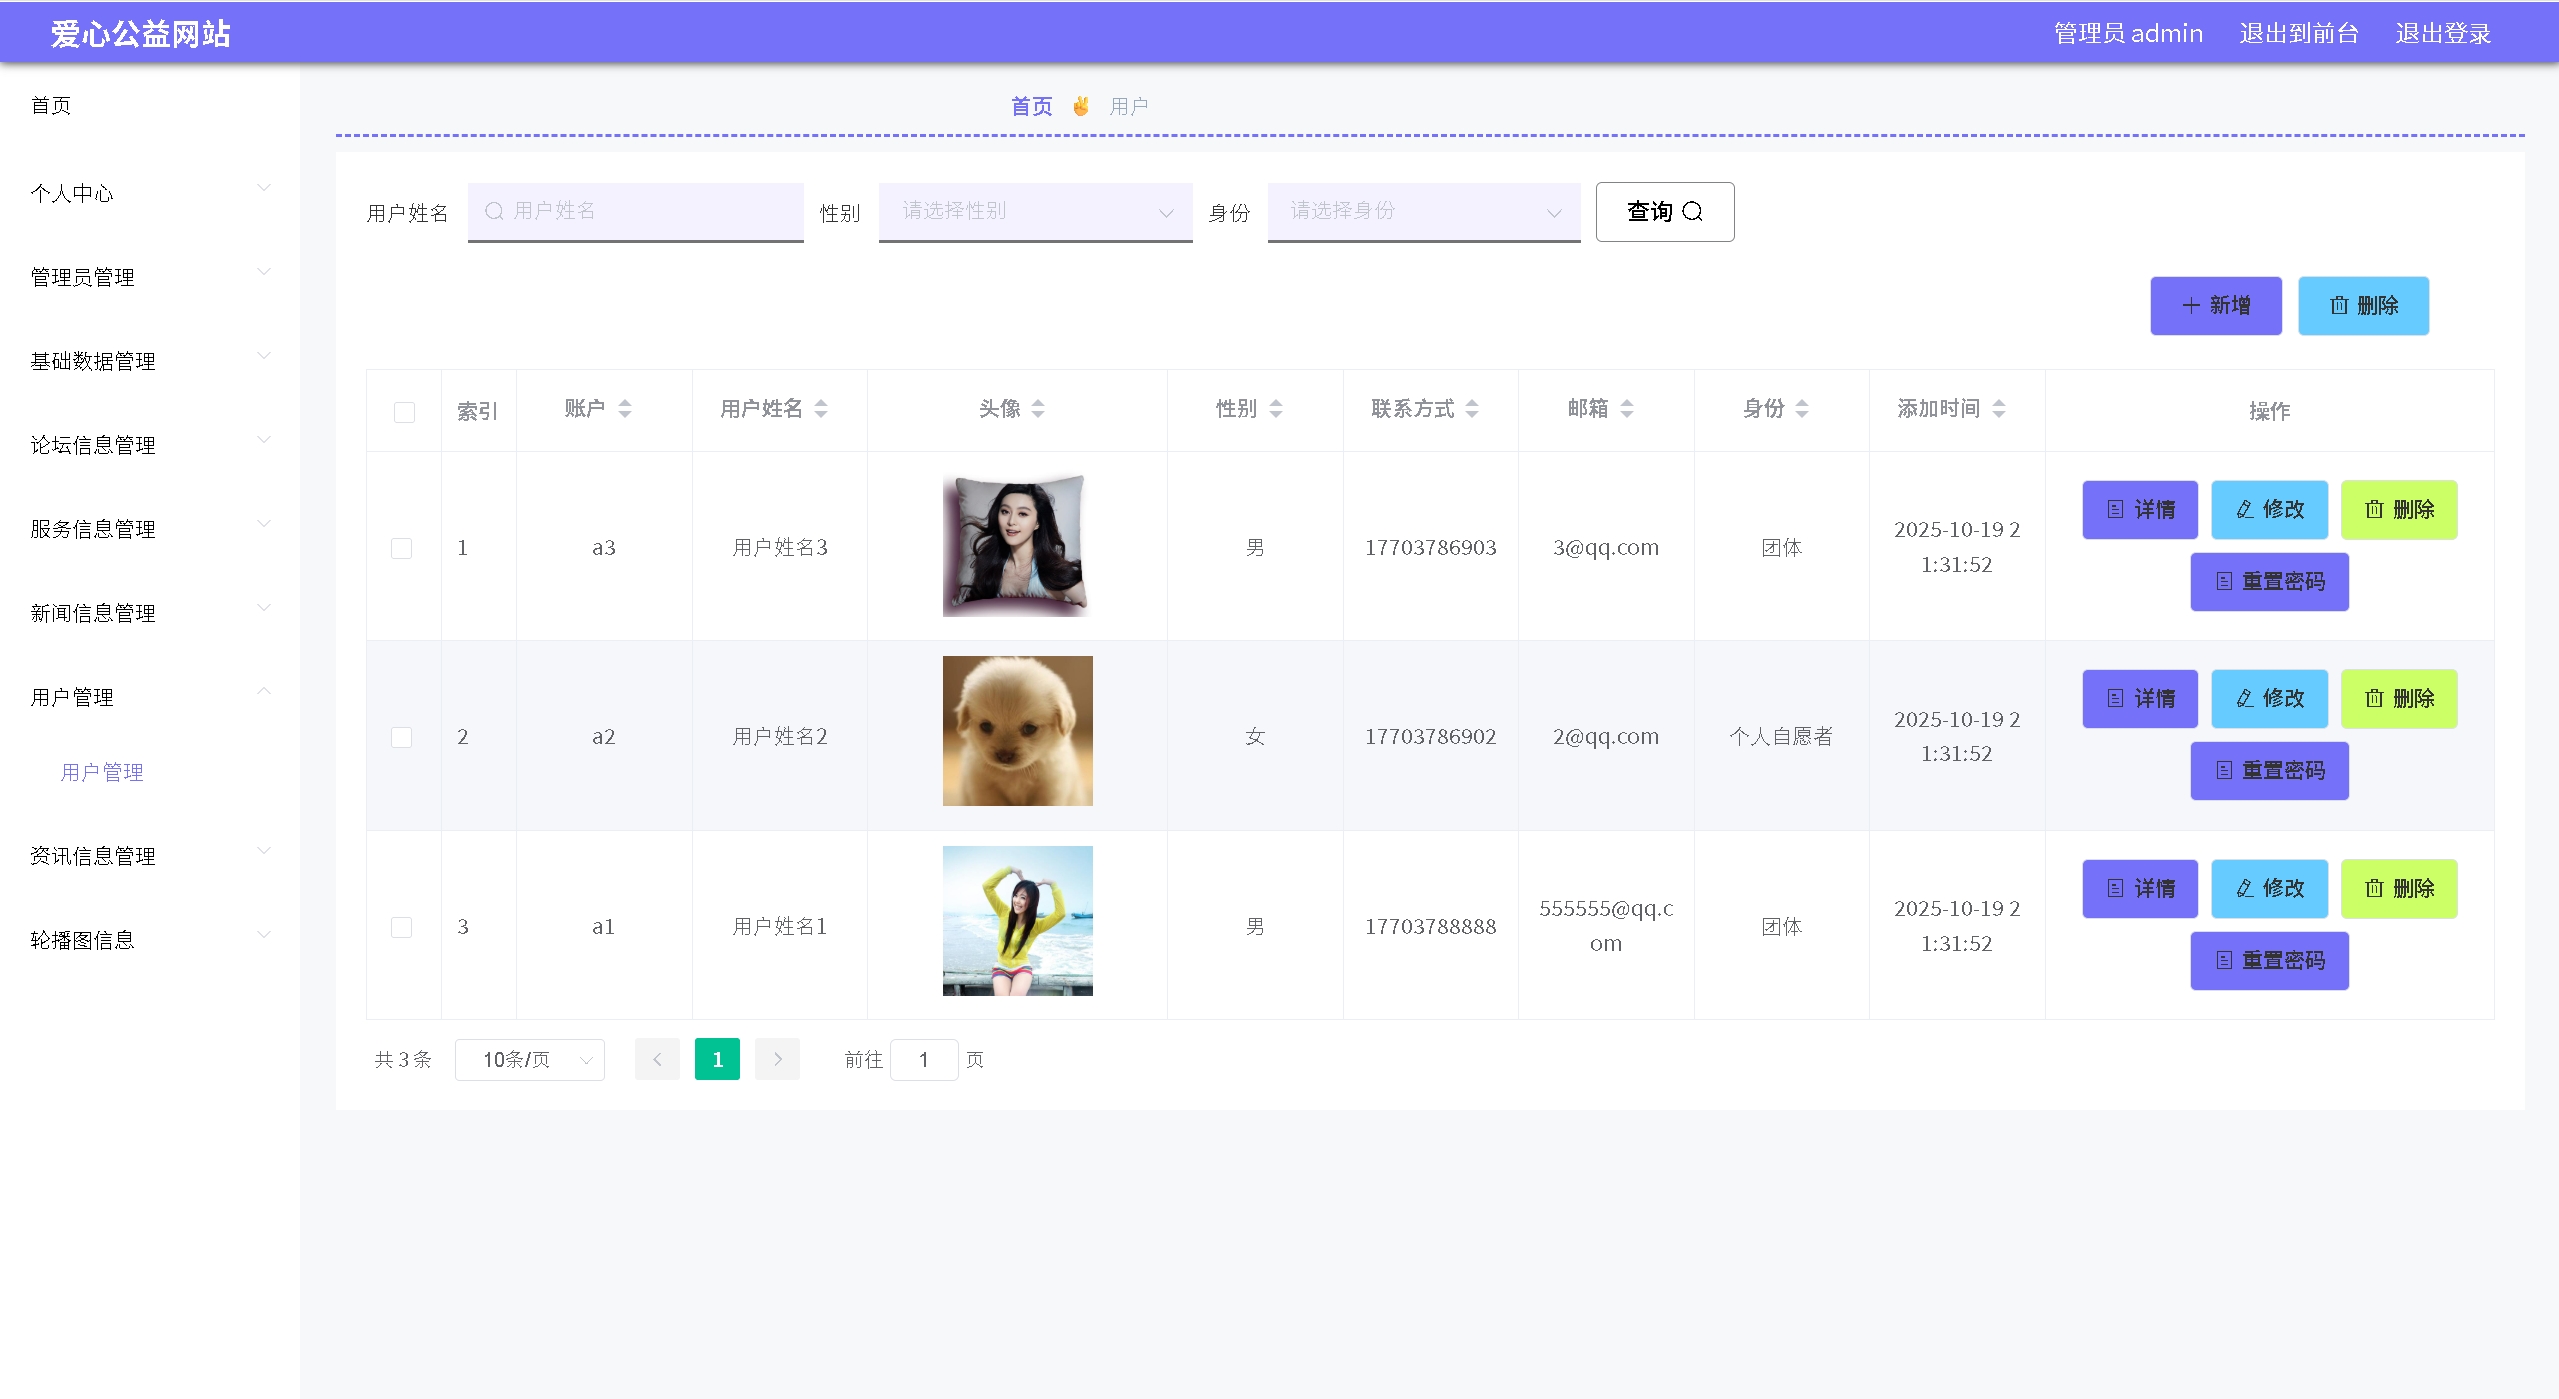 爱心公益网站
管理员 admin 退出到前台 退出登录
首页
个人中心
管理员管理
基础数据管理
论坛信息管理
服务信息管理
新闻信息管理
用户管理
用户管理
资讯信息管理
轮播图信息
首页 用户
用户姓名 用户姓名 性别 请选择性别 身份 请选择身份 查询
新增 删除
索引 账户 用户姓名 头像 性别 联系方式 邮箱 身份 添加时间 操作
1 a3 用户姓名3 男 17703786903 3@qq.com 团体 2025-10-19 2
1:31:52
详情 修改 删除
重置密码
2 a2 用户姓名2 女 17703786902 2@qq.com 个人自愿者 2025-10-19 2
1:31:52
详情 修改 删除
重置密码
3 a1 用户姓名1 男 17703788888 555555@qq.c
om
团体 2025-10-19 2
1:31:52
详情 修改 删除
重置密码
共 3 条 10条/页 1 前往 1 页